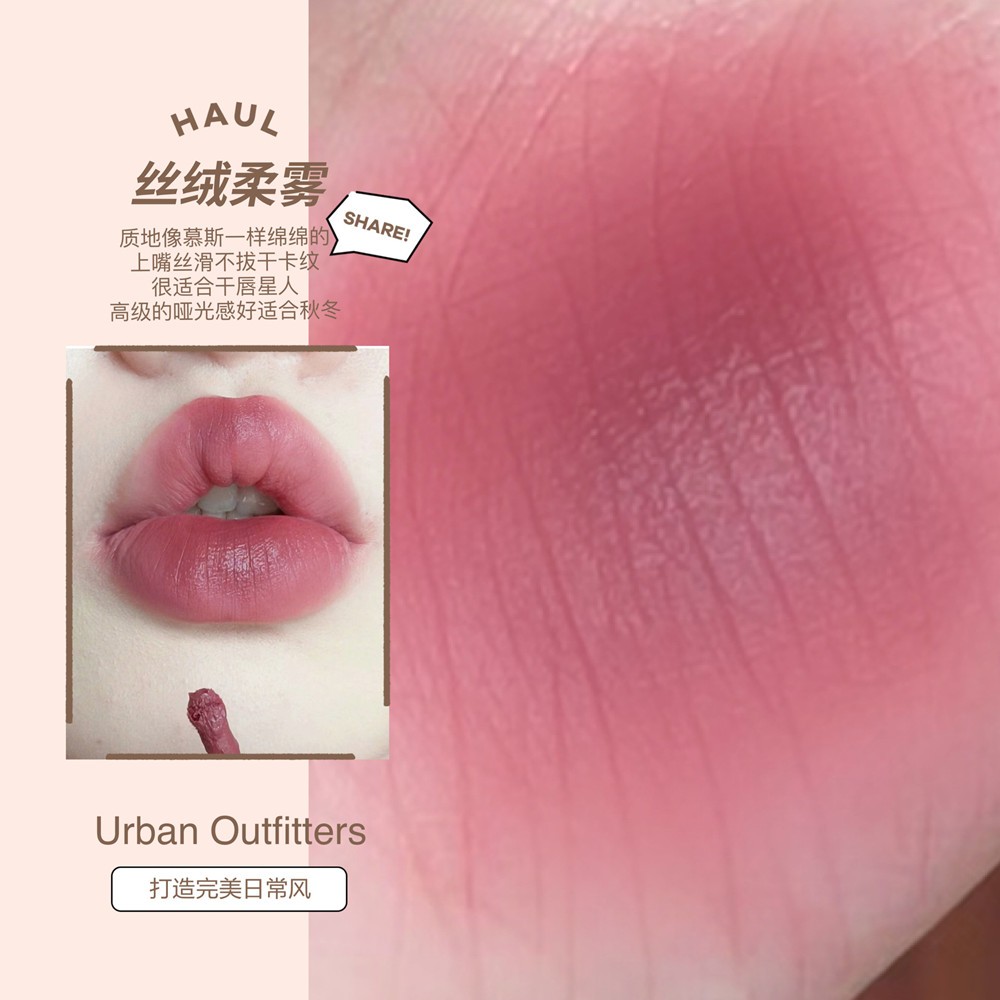 HAUL
丝绒柔雾
SHARE!
质地像慕斯一样绵绵的
上嘴丝滑不拔干卡纹
很适合干唇星人
高级的哑光感好适合秋冬
Urban Outfitters
打造完美日常风